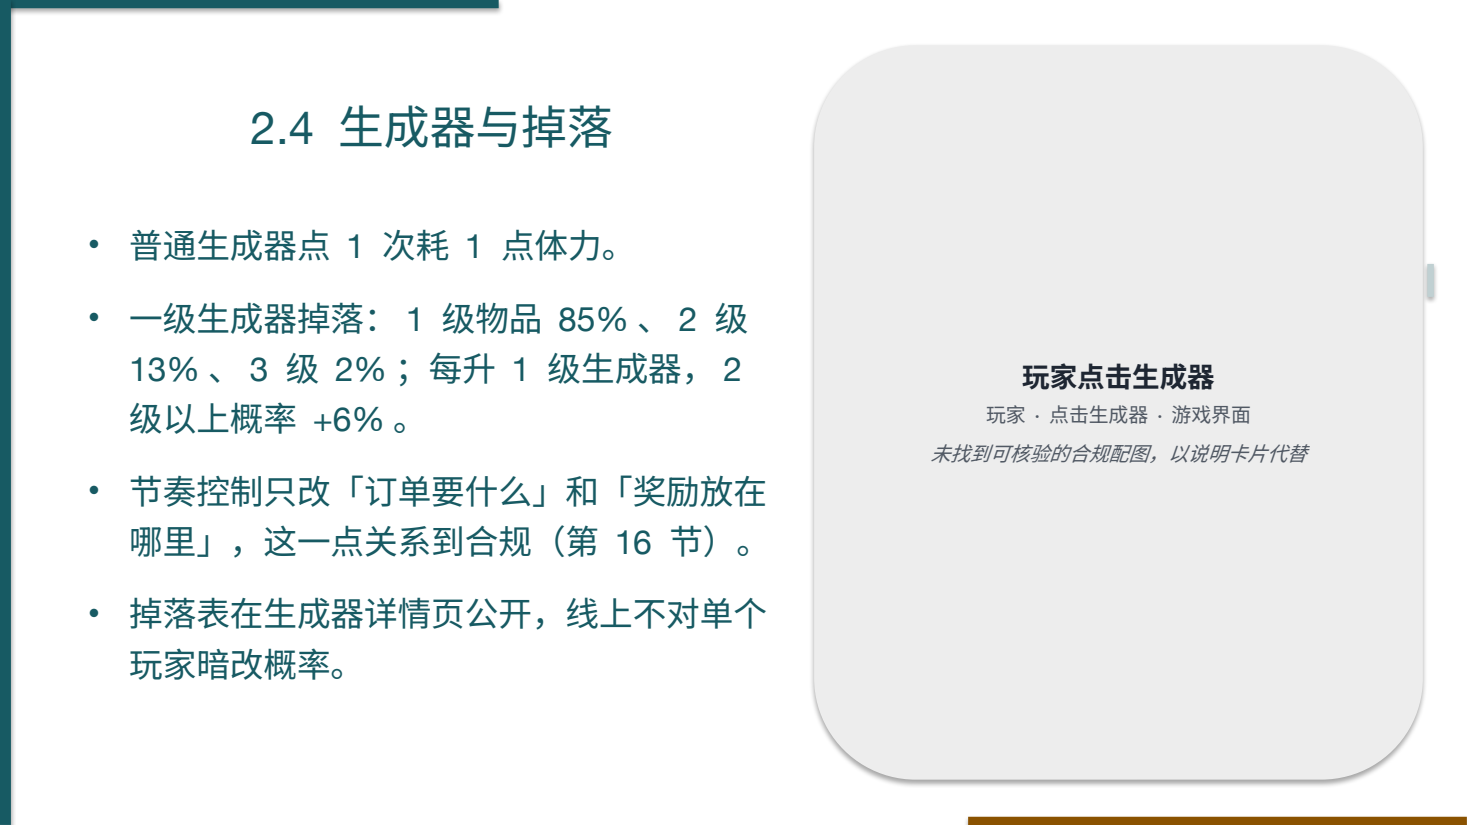 2.4 生成器与掉落
• 普通生成器点 1 次耗 1 点体力。
• 一级生成器掉落：1 级物品 85%、2 级
13%、3 级 2%；每升 1 级生成器，2
级以上概率 +6%。
• 节奏控制只改「订单要什么」和「奖励放在
哪里」，这一点关系到合规（第 16 节）。
• 掉落表在生成器详情页公开，线上不对单个
玩家暗改概率。
玩家点击生成器
玩家 · 点击生成器 · 游戏界面
未找到可核验的合规配图，以说明卡片代替